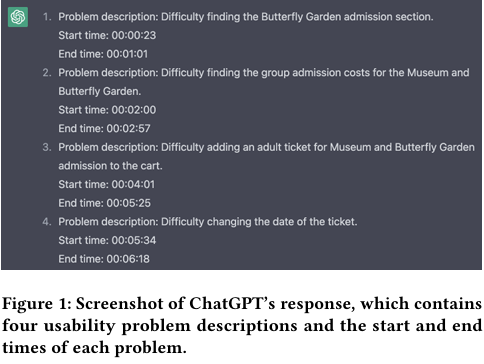 1. Problem description: Difficulty finding the Butterfly Garden admission section.
Start time: 00:00:23
End time: 00:01:01
2. Problem description: Difficulty finding the group admission costs for the Museum and
Butterfly Garden.
Start time: 00:02:00
End time: 00:02:57
3. Problem description: Difficulty adding an adult ticket for Museum and Butterfly Garden
admission to the cart.
Start time: 00:04:01
End time: 00:05:25
4. Problem description: Difficulty changing the date of the ticket.
Start time: 00:05:34
End time: 00:06:18
Figure 1: Screenshot of ChatGPT's response, which contains
four usability problem descriptions and the start and end
times of each problem.